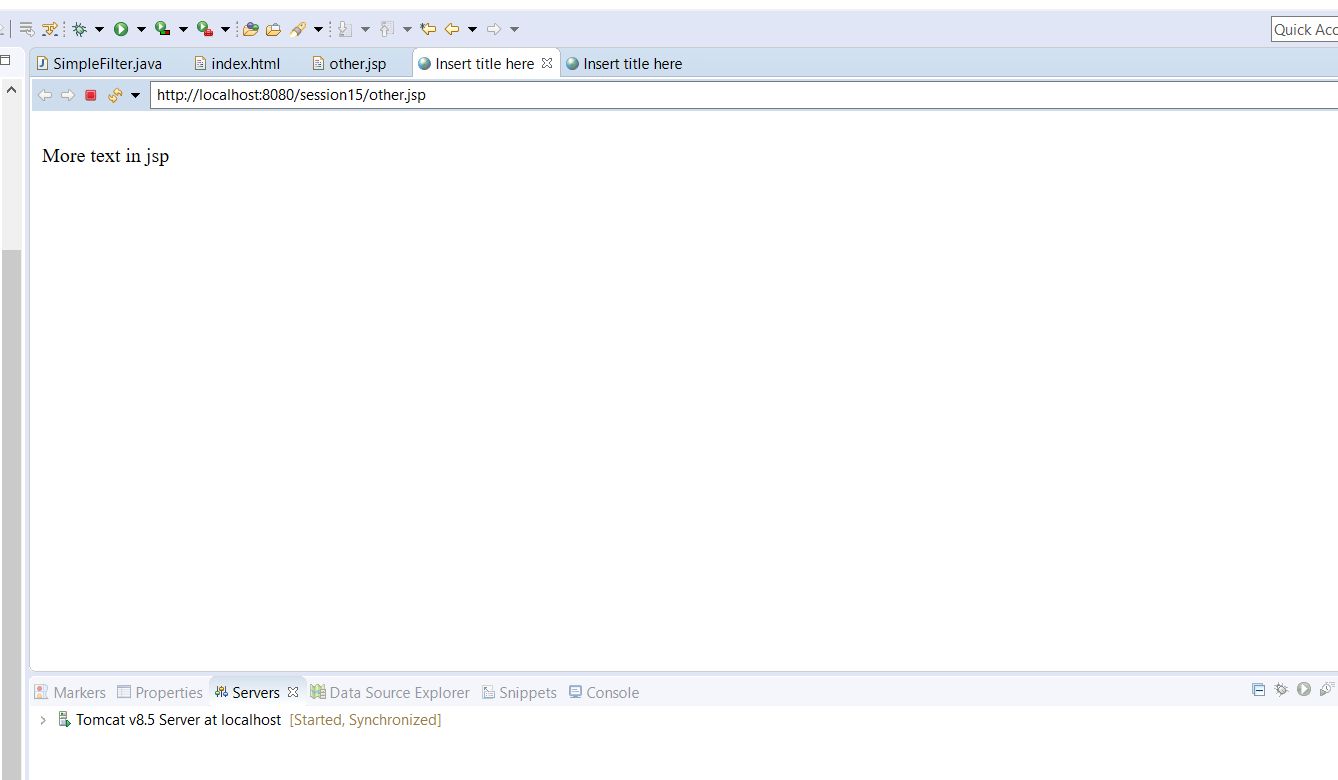 Quick Acc
SimpleFilter.java index.html other.jsp Insert title here Insert title here
http://localhost:8080/session15/other.jsp
More text in jsp
Markers Properties Servers Data Source Explorer Snippets Console
Tomcat v8.5 Server at localhost [Started, Synchronized]